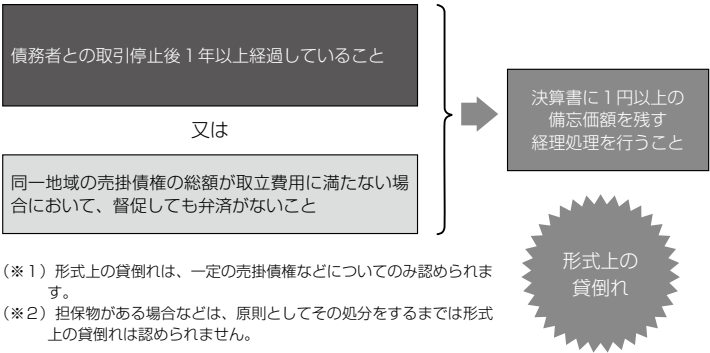 債務者との取引停止後１年以上経過していること
又は
同一地域の売掛債権の総額が取立費用に満たない場
合において、督促しても弁済がないこと
決算書に１円以上の
備忘価額を残す
経理処理を行うこと
形式上の
貸倒れ
（※１）形式上の貸倒れは、一定の売掛債権などについてのみ認められま
す。
（※２）担保物がある場合などは、原則としてその処分をするまでは形式
上の貸倒れは認められません。